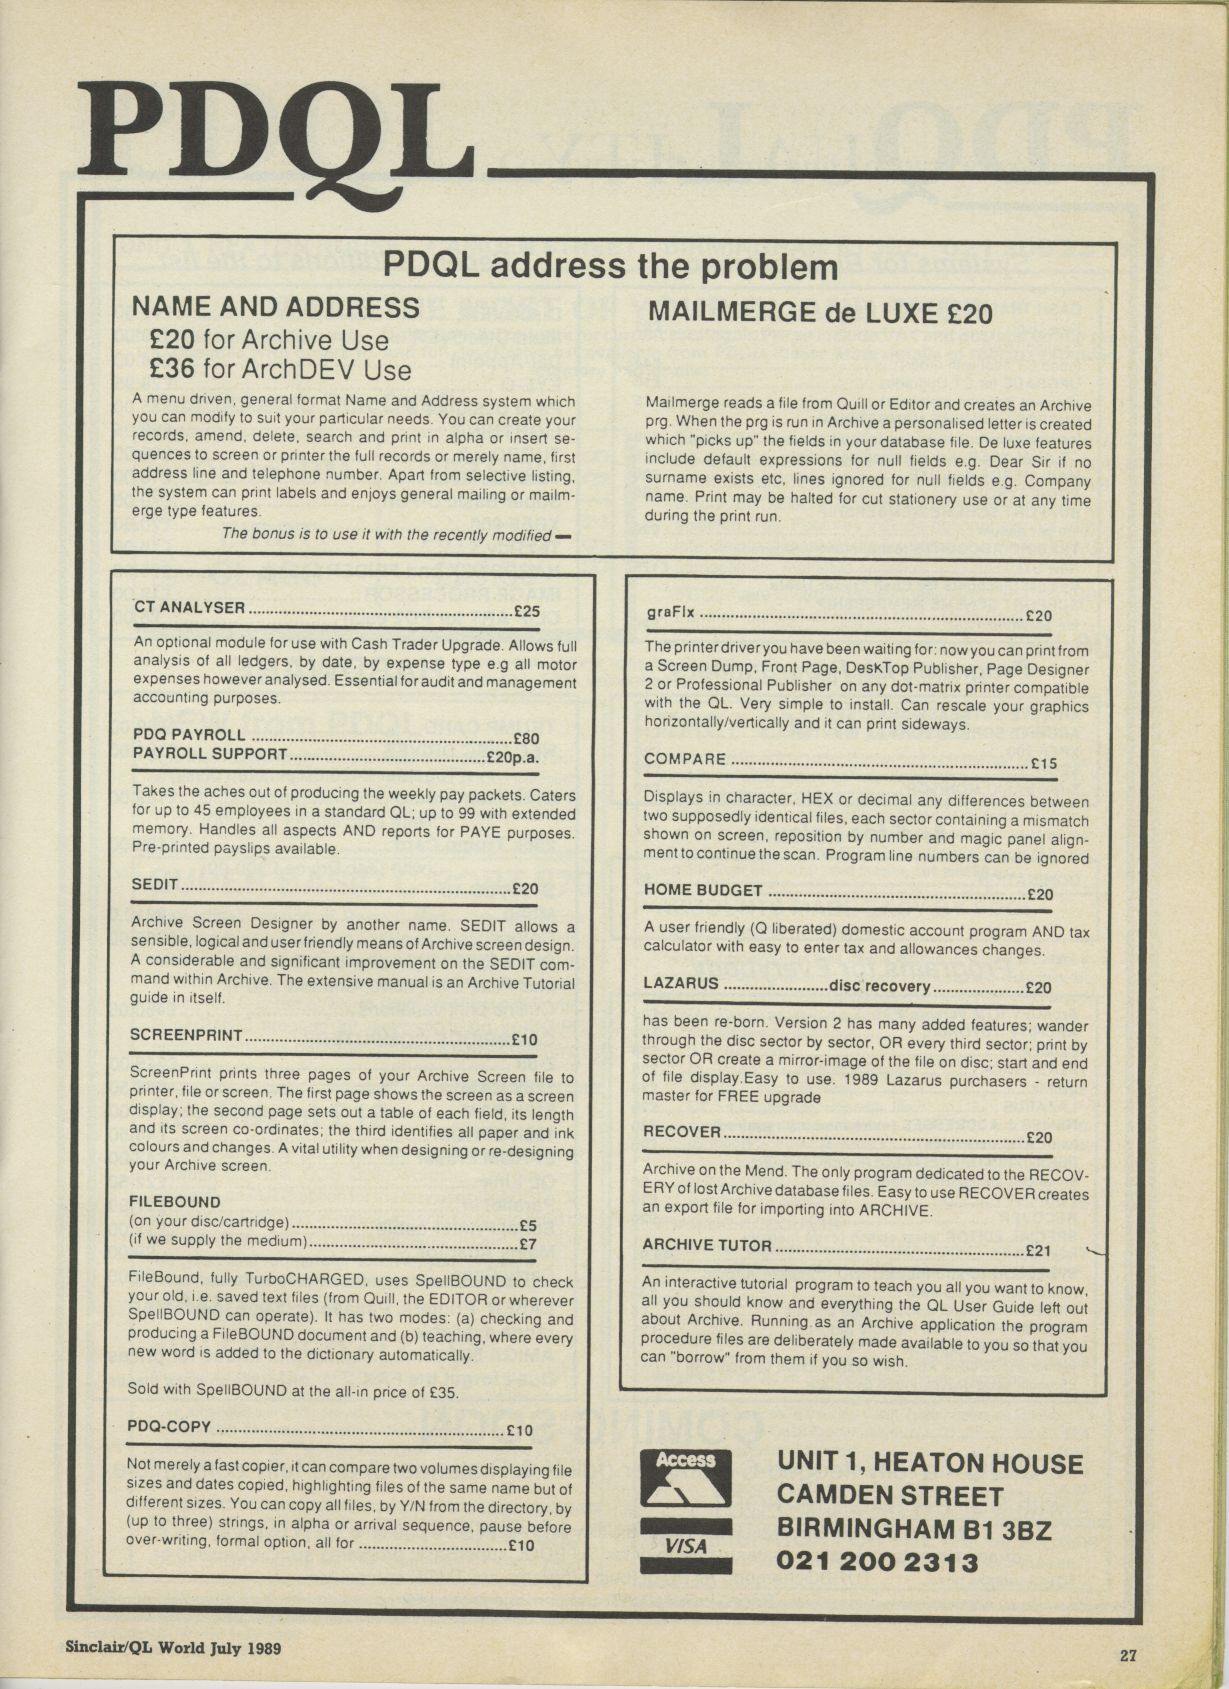 PDQL
PDQL address the problem
NAME AND ADDRESS
£20 for Archive Use
£36 for ArchDEV Use
A menu driven, general format Name and Address system which
you can modify to suit your particular needs. You can create your
records, amend, delete, search and print in alpha or insert se-
quences to screen or printer the full records or merely name, first
address line and telephone number. Apart from selective listing,
the system can print labels and enjoys general mailing or mailm-
erge type features.
The bonus is to use it with the recently modified —
MAILMERGE de LUXE £20
Mailmerge reads a file from Quill or Editor and creates an Archive
prg. When the prg is run in Archive a personalised letter is created
which "picks up" the fields in your database file. De luxe features
include default expressions for null fields e.g. Dear Sir if no
surname exists etc, lines ignored for null fields e.g. Company
name. Print may be halted for cut stationery use or at any time
during the print run.
CT ANALYSER ..................................................£25
An optional module for use with Cash Trader Upgrade. Allows full
analysis of all ledgers, by date, by expense type e.g all motor
expenses however analysed. Essential for audit and management
accounting purposes.
PDQ PAYROLL ..................................................£80
PAYROLL SUPPORT..............................................£20p.a.
Takes the aches out of producing the weekly pay packets. Caters
for up to 45 employees in a standard QL; up to 99 with extended
memory. Handles all aspects AND reports for PAYE purposes.
Pre-printed payslips available.
SEDIT..................................................£20
Archive Screen Designer by another name. SEDIT allows a
sensible, logical and user friendly means of Archive screen design.
A considerable and significant improvement on the SEDIT com-
mand within Archive. The extensive manual is an Archive Tutorial
guide in itself.
SCREENPRINT..................................................£10
ScreenPrint prints three pages of your Archive Screen file to
printer, file or screen. The first page shows the screen as a screen
display; the second page sets out a table of each field, its length
and its screen co-ordinates; the third identifies all paper and ink
colours and changes. A vital utility when designing or re-designing
your Archive screen.
FILEBOUND
(on your disc/cartridge)..................................................£5
(if we supply the medium)..................................................£7
FileBound, fully TurboCHARGED, uses SpellBOUND to check
your old, i.e. saved text files (from Quill, the EDITOR or wherever
SpellBOUND can operate). It has two modes: (a) checking and
producing a FileBOUND document and (b) teaching, where every
new word is added to the dictionary automatically.
Sold with SpellBOUND at the all-in price of £35.
PDQ-COPY ..................................................£10
Not merely a fast copier, it can compare two volumes displaying file
sizes and dates copied, highlighting files of the same name but of
different sizes. You can copy all files, by Y/N from the directory, by
(up to three) strings, in alpha or arrival sequence, pause before
over-writing, formal option, all for ..................................£10
graFIx ..................................................£20
The printer driver you have been waiting for: now you can print from
a Screen Dump, Front Page, DesKTop Publisher, Page Designer
2 or Professional Publisher on any dot-matrix printer compatible
with the QL. Very simple to install. Can rescale your graphics
horizontally/vertically and it can print sideways.
COMPARE ..................................................£15
Displays in character, HEX or decimal any differences between
two supposedly identical files, each sector containing a mismatch
shown on screen, reposition by number and magic panel align-
ment to continue the scan. Program line numbers can be ignored
HOME BUDGET ..................................................£20
A user friendly (Q liberated) domestic account program AND tax
calculator with easy to enter tax and allowances changes.
LAZARUS ........................disc recovery.....................£20
has been re-born. Version 2 has many added features; wander
through the disc sector by sector, OR every third sector; print by
sector OR create a mirror-image of the file on disc; start and end
of file display.Easy to use. 1989 Lazarus purchasers - return
master for FREE upgrade
RECOVER..................................................£20
Archive on the Mend. The only program dedicated to the RECOV-
ERY of lost Archive database files. Easy to use RECOVER creates
an export file for importing into ARCHIVE.
ARCHIVE TUTOR ..................................................£21
An interactive tutorial program to teach you all you want to know,
all you should know and everything the QL User Guide left out
about Archive. Running as an Archive application the program
procedure files are deliberately made available to you so that you
can "borrow" from them if you so wish.
Access
VISA
UNIT 1, HEATON HOUSE
CAMDEN STREET
BIRMINGHAM B1 3BZ
021 200 2313
Sinclair/QL World July 1989
27